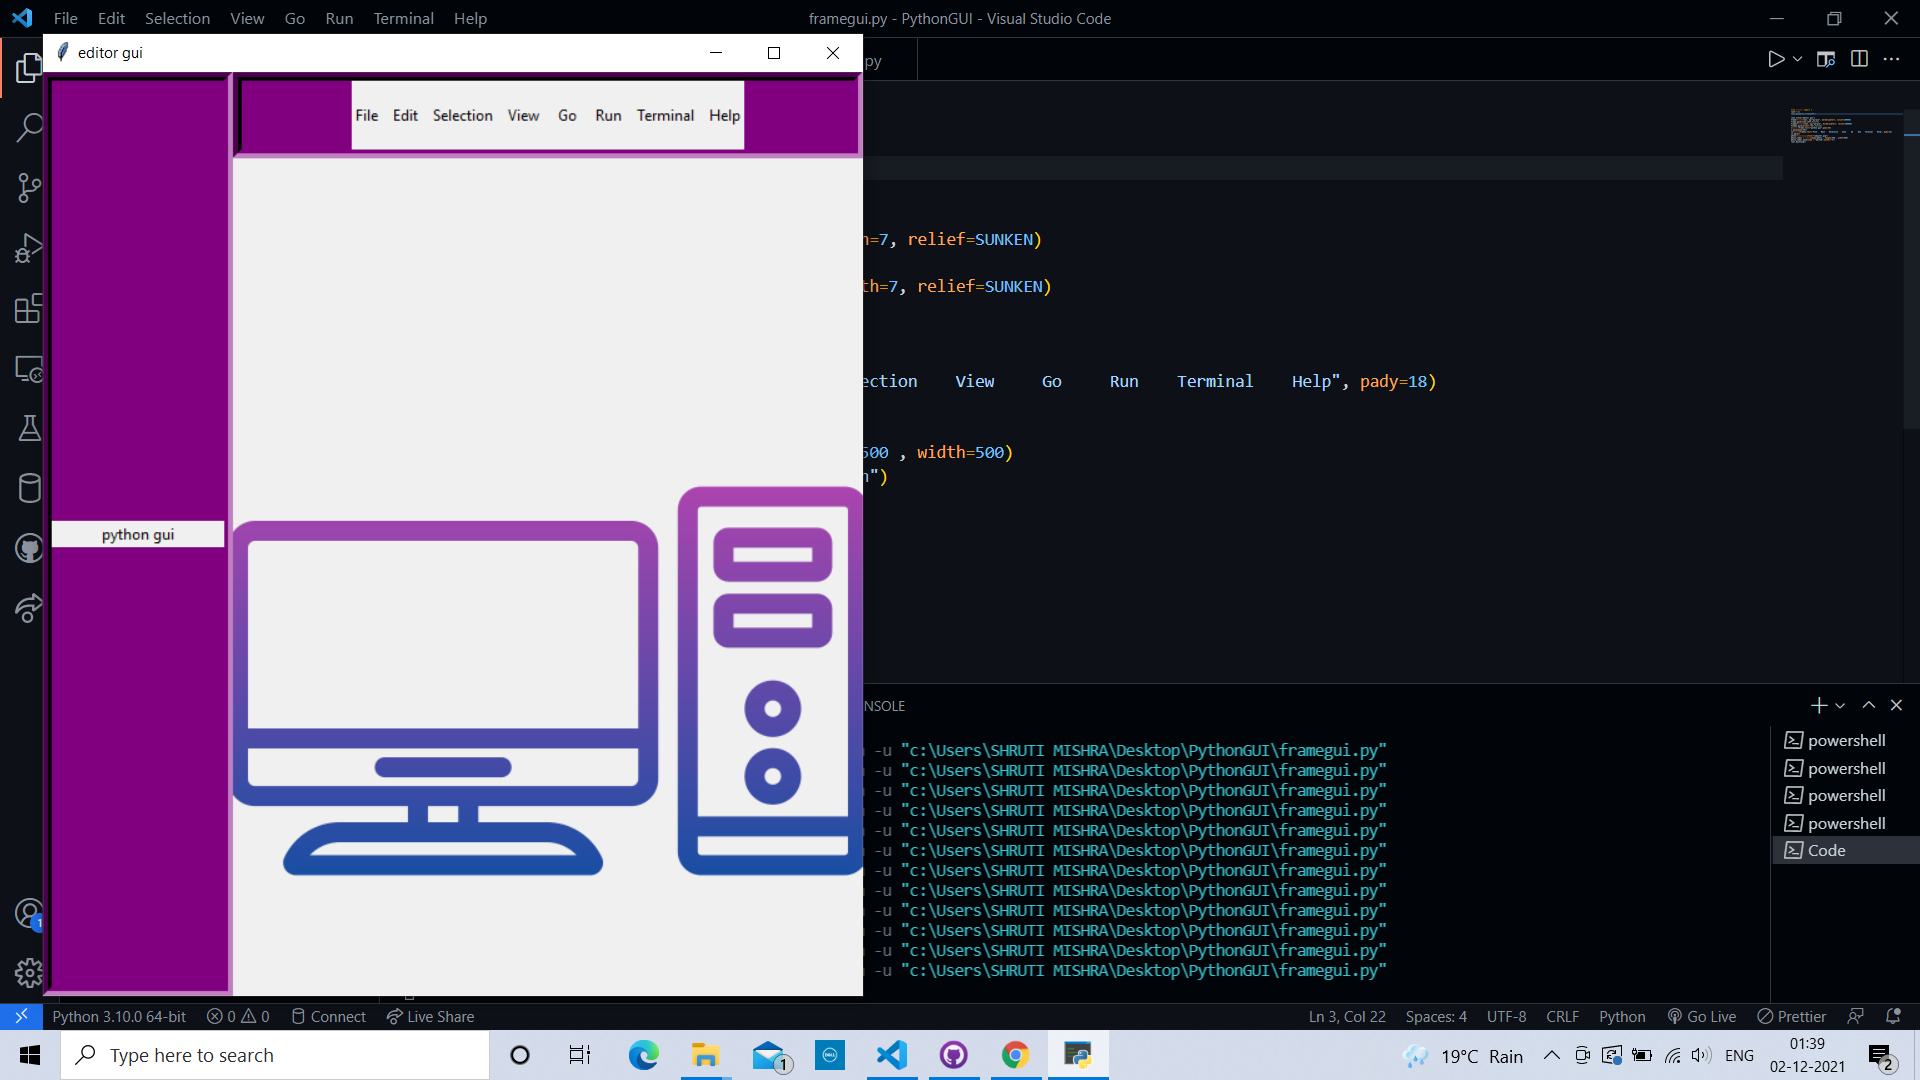 File Edit Selection View Go Run Terminal Help
framegui.py - PythonGUI - Visual Studio Code
editor gui
py
File Edit Selection View Go Run Terminal Help
=7, relief=SUNKEN)
th=7, relief=SUNKEN)
ection View Go Run Terminal Help", pady=18)
500 , width=500)
")
python gui
NSOLE
-u "c:\Users\SHRUTI MISHRA\Desktop\PythonGUI\framegui.py"
-u "c:\Users\SHRUTI MISHRA\Desktop\PythonGUI\framegui.py"
-u "c:\Users\SHRUTI MISHRA\Desktop\PythonGUI\framegui.py"
-u "c:\Users\SHRUTI MISHRA\Desktop\PythonGUI\framegui.py"
-u "c:\Users\SHRUTI MISHRA\Desktop\PythonGUI\framegui.py"
-u "c:\Users\SHRUTI MISHRA\Desktop\PythonGUI\framegui.py"
-u "c:\Users\SHRUTI MISHRA\Desktop\PythonGUI\framegui.py"
-u "c:\Users\SHRUTI MISHRA\Desktop\PythonGUI\framegui.py"
-u "c:\Users\SHRUTI MISHRA\Desktop\PythonGUI\framegui.py"
-u "c:\Users\SHRUTI MISHRA\Desktop\PythonGUI\framegui.py"
-u "c:\Users\SHRUTI MISHRA\Desktop\PythonGUI\framegui.py"
-u "c:\Users\SHRUTI MISHRA\Desktop\PythonGUI\framegui.py"
powershell
powershell
powershell
powershell
Code
1
Python 3.10.0 64-bit 0 0 Connect Live Share
Ln 3, Col 22 Spaces: 4 UTF-8 CRLF Python Go Live Prettier
Type here to search
1
DELL
19°C Rain
ENG
01:39
02-12-2021
2